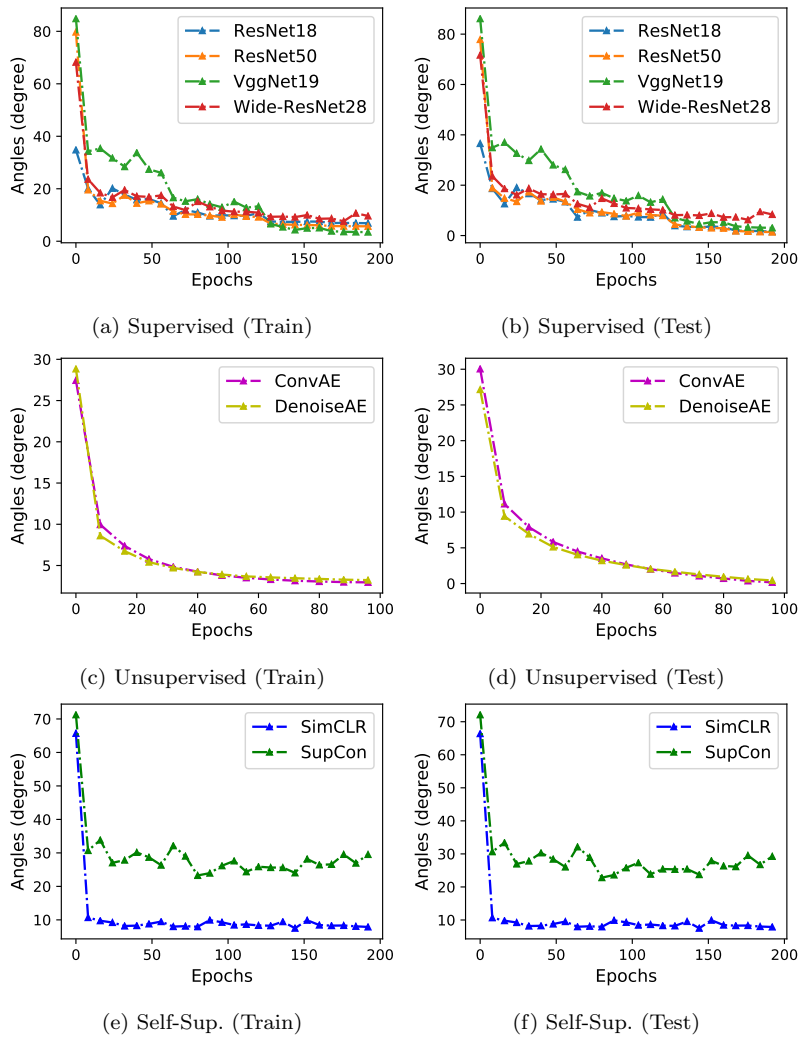 ResNet18
ResNet50
VggNet19
Wide-ResNet28
Angles (degree)
80
60
40
20
0
0 50 100 150 200
Epochs
(a) Supervised (Train)
ResNet18
ResNet50
VggNet19
Wide-ResNet28
Angles (degree)
80
60
40
20
0
0 50 100 150 200
Epochs
(b) Supervised (Test)
ConvAE
DenoiseAE
Angles (degree)
30
25
20
15
10
5
0 20 40 60 80 100
Epochs
(c) Unsupervised (Train)
ConvAE
DenoiseAE
Angles (degree)
30
25
20
15
10
5
0
0 20 40 60 80 100
Epochs
(d) Unsupervised (Test)
SimCLR
SupCon
Angles (degree)
70
60
50
40
30
20
10
0 50 100 150 200
Epochs
(e) Self-Sup. (Train)
SimCLR
SupCon
Angles (degree)
70
60
50
40
30
20
10
0 50 100 150 200
Epochs
(f) Self-Sup. (Test)